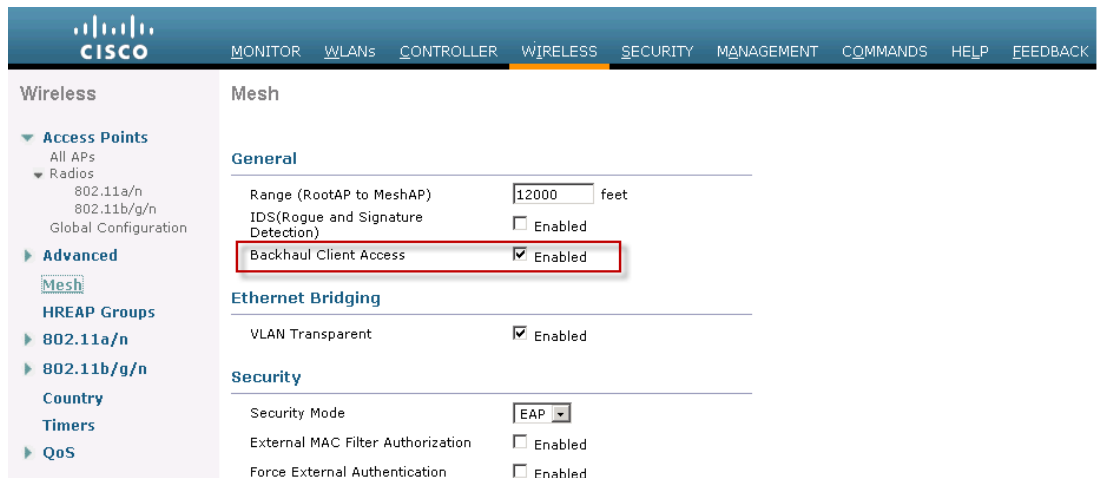 CISCO
MONITOR WLANs CONTROLLER WIRELESS SECURITY MANAGEMENT COMMANDS HELP FEEDBACK
Wireless
Access Points
All APs
Radios
802.11a/n
802.11b/g/n
Global Configuration
Advanced
Mesh
HREAP Groups
802.11a/n
802.11b/g/n
Country
Timers
QoS
Mesh
General
Range (RootAP to MeshAP) 12000 feet
IDS(Rogue and Signature
Detection) Enabled
Backhaul Client Access Enabled
Ethernet Bridging
VLAN Transparent Enabled
Security
Security Mode EAP
External MAC Filter Authorization Enabled
Force External Authentication Enabled